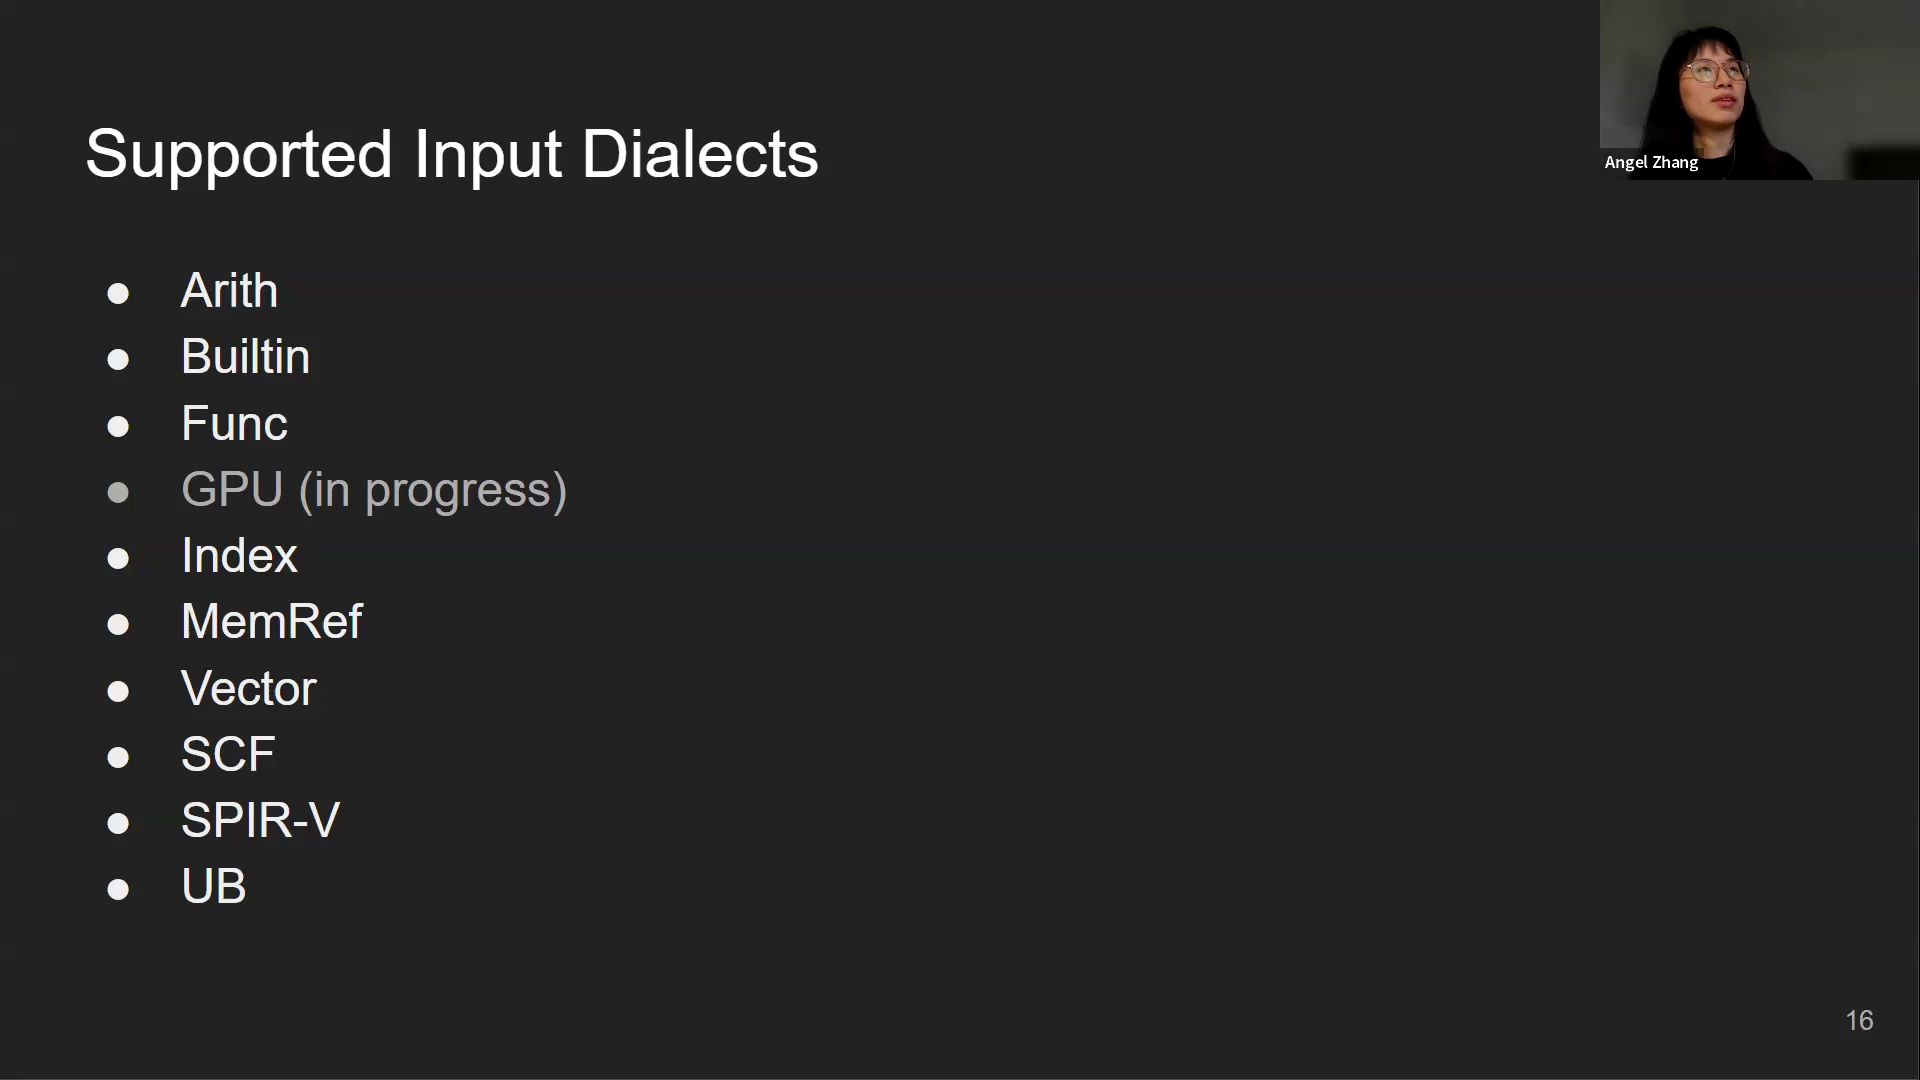 Supported Input Dialects
Angel Zhang
● Arith
● Builtin
● Func
● GPU (in progress)
● Index
● MemRef
● Vector
● SCF
● SPIR-V
● UB
16